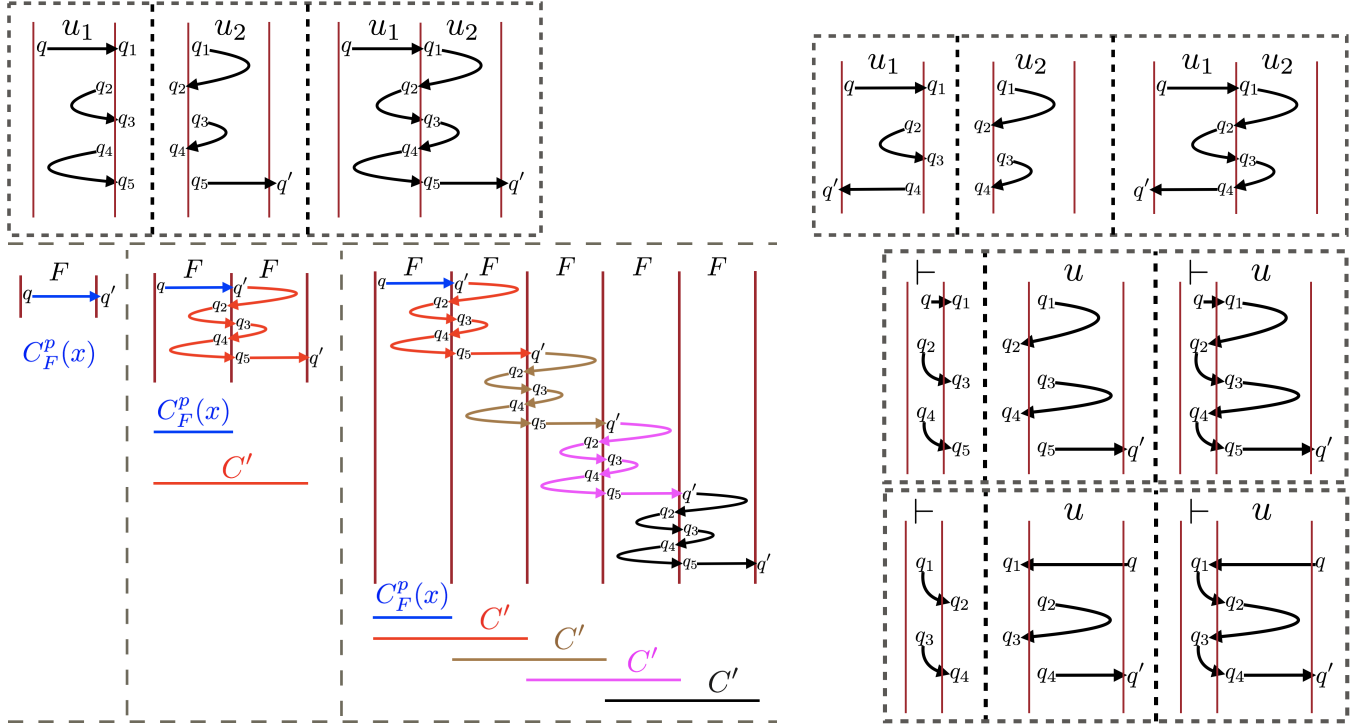 u₁ u₂ u₁ u₂
q q₁ q₁ q q₁
q₂ q₂ q₂
q₃ q₃ q₃
q₄ q₄ q₄
q₅ q₅ q′ q₅ q′
u₁ u₂ u₁ u₂
q q₁ q₁ q q₁
q₂ q₂ q₂
q₃ q₃ q₃
q′ q₄ q₄ q′ q₄
F
q q′
C_F^p(x)
F F
q q′
q₂
q₃
q₄
q₅ q′
C_F^p(x)
C′
F F F F F
q q′
q₂
q₃
q₄
q₅ q′
q₂
q₃
q₄
q₅ q′
q₂
q₃
q₄
q₅ q′
q₂
q₃
q₄
q₅ q′
C_F^p(x)
C′
C′
C′
C′
⊢ u ⊢ u
q q₁ q₁ q q₁
q₂ q₂ q₂
q₃ q₃ q₃
q₄ q₄ q₄
q₅ q₅ q′ q₅ q′
⊢ u ⊢ u
q₁ q₁ q q₁ q
q₂ q₂ q₂
q₃ q₃ q₃
q₄ q₄ q′ q₄ q′